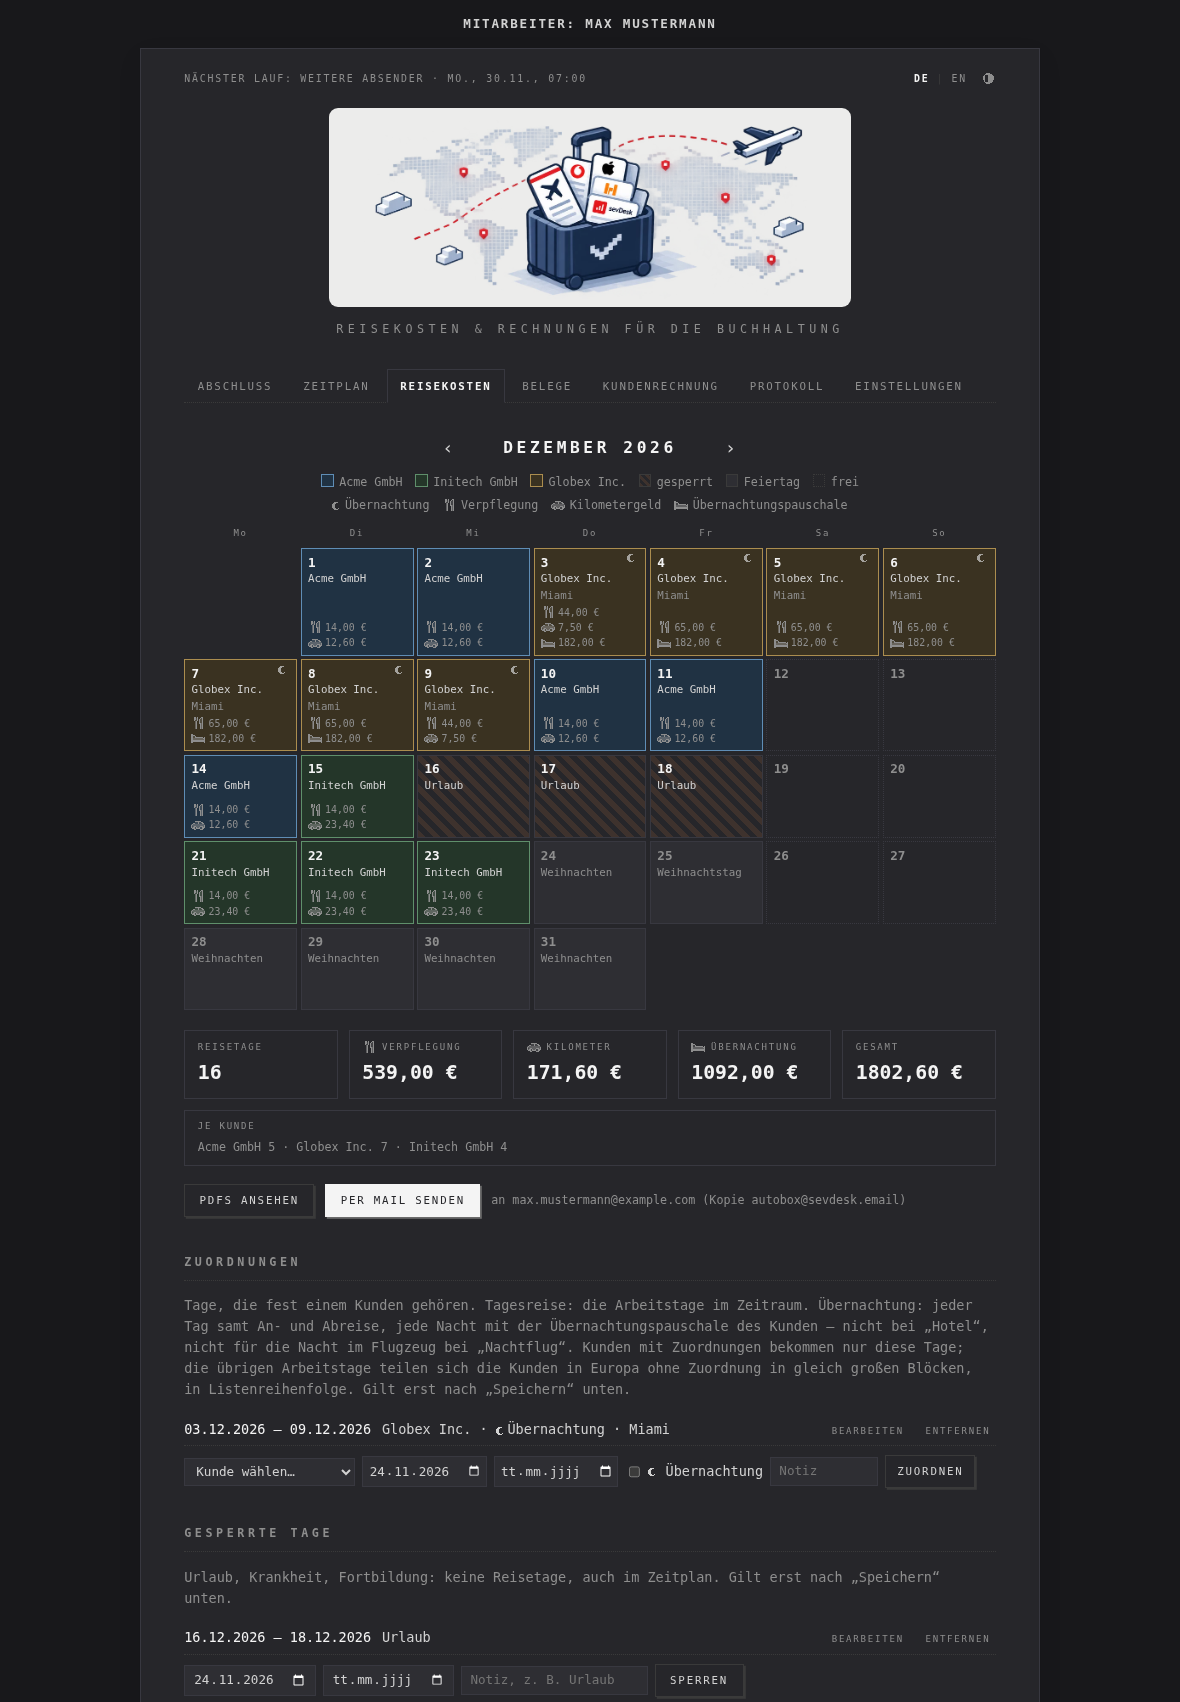 MITARBEITER: MAX MUSTERMANN
NÄCHSTER LAUF: WEITERE ABSENDER · MO., 30.11., 07:00
DE | EN
sevDesk
REISEKOSTEN & RECHNUNGEN FÜR DIE BUCHHALTUNG
ABSCHLUSS ZEITPLAN REISEKOSTEN BELEGE KUNDENRECHNUNG PROTOKOLL EINSTELLUNGEN
‹ DEZEMBER 2026 ›
Acme GmbH Initech GmbH Globex Inc. gesperrt Feiertag frei
Übernachtung Verpflegung Kilometergeld Übernachtungspauschale
Mo Di Mi Do Fr Sa So
1 2 3 4 5 6
Acme GmbH Acme GmbH Globex Inc. Globex Inc. Globex Inc. Globex Inc.
Miami Miami Miami Miami
44,00 €
14,00 € 14,00 € 7,50 € 65,00 € 65,00 € 65,00 €
12,60 € 12,60 € 182,00 € 182,00 € 182,00 € 182,00 €
7 8 9 10 11 12 13
Globex Inc. Globex Inc. Globex Inc. Acme GmbH Acme GmbH
Miami Miami Miami
65,00 € 65,00 € 44,00 € 14,00 € 14,00 €
182,00 € 182,00 € 7,50 € 12,60 € 12,60 €
14 15 16 17 18 19 20
Acme GmbH Initech GmbH Urlaub Urlaub Urlaub
14,00 € 14,00 €
12,60 € 23,40 €
21 22 23 24 25 26 27
Initech GmbH Initech GmbH Initech GmbH Weihnachten Weihnachtstag
14,00 € 14,00 € 14,00 €
23,40 € 23,40 € 23,40 €
28 29 30 31
Weihnachten Weihnachten Weihnachten Weihnachten
REISETAGE VERPFLEGUNG KILOMETER ÜBERNACHTUNG GESAMT
16 539,00 € 171,60 € 1092,00 € 1802,60 €
JE KUNDE
Acme GmbH 5 · Globex Inc. 7 · Initech GmbH 4
PDFS ANSEHEN PER MAIL SENDEN an max.mustermann@example.com (Kopie autobox@sevdesk.email)
ZUORDNUNGEN
Tage, die fest einem Kunden gehören. Tagesreise: die Arbeitstage im Zeitraum. Übernachtung: jeder
Tag samt An- und Abreise, jede Nacht mit der Übernachtungspauschale des Kunden – nicht bei „Hotel“,
nicht für die Nacht im Flugzeug bei „Nachtflug“. Kunden mit Zuordnungen bekommen nur diese Tage;
die übrigen Arbeitstage teilen sich die Kunden in Europa ohne Zuordnung in gleich großen Blöcken,
in Listenreihenfolge. Gilt erst nach „Speichern“ unten.
03.12.2026 – 09.12.2026 Globex Inc. · Übernachtung · Miami BEARBEITEN ENTFERNEN
Kunde wählen… 24.11.2026 tt.mm.jjjj Übernachtung Notiz ZUORDNEN
GESPERRTE TAGE
Urlaub, Krankheit, Fortbildung: keine Reisetage, auch im Zeitplan. Gilt erst nach „Speichern“
unten.
16.12.2026 – 18.12.2026 Urlaub BEARBEITEN ENTFERNEN
24.11.2026 tt.mm.jjjj Notiz, z. B. Urlaub SPERREN